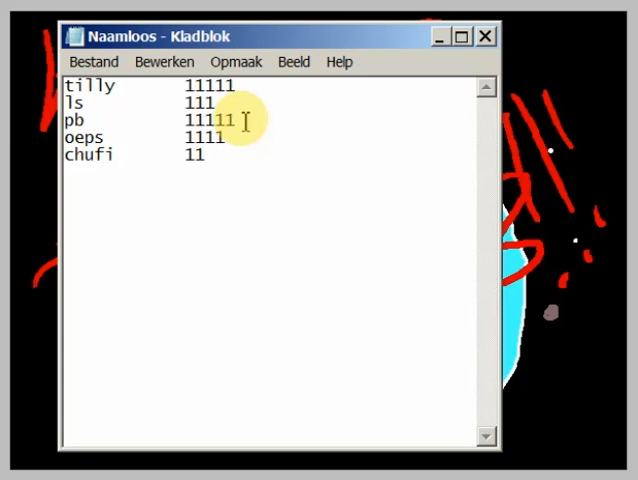 Naamloos - Kladblok
Bestand Bewerken Opmaak Beeld Help
tilly 11111
ls 111
pb 11111
oeps 1111
chufi 11